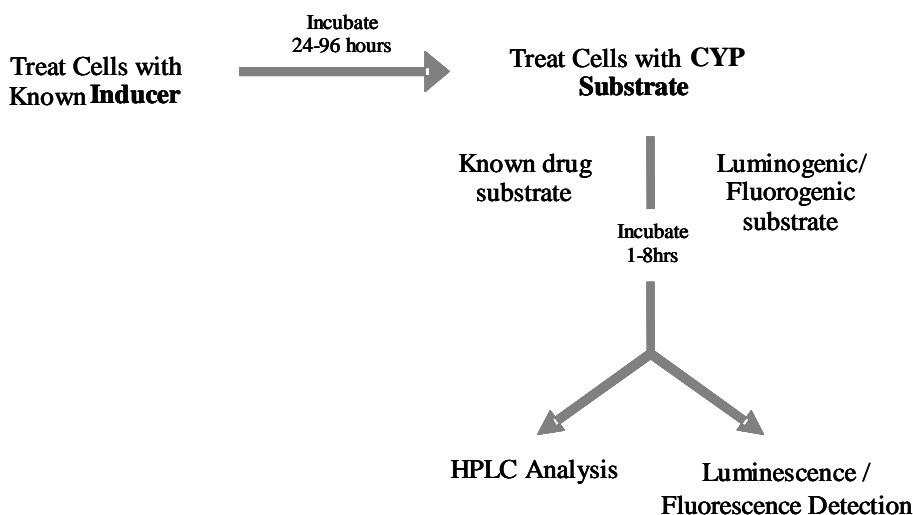 Incubate
24-96 hours
Treat Cells with
Known Inducer
Treat Cells with CYP
Substrate
Known drug
substrate
Luminogenic/
Fluorogenic
substrate
Incubate
1-8hrs
HPLC Analysis
Luminescence /
Fluorescence Detection